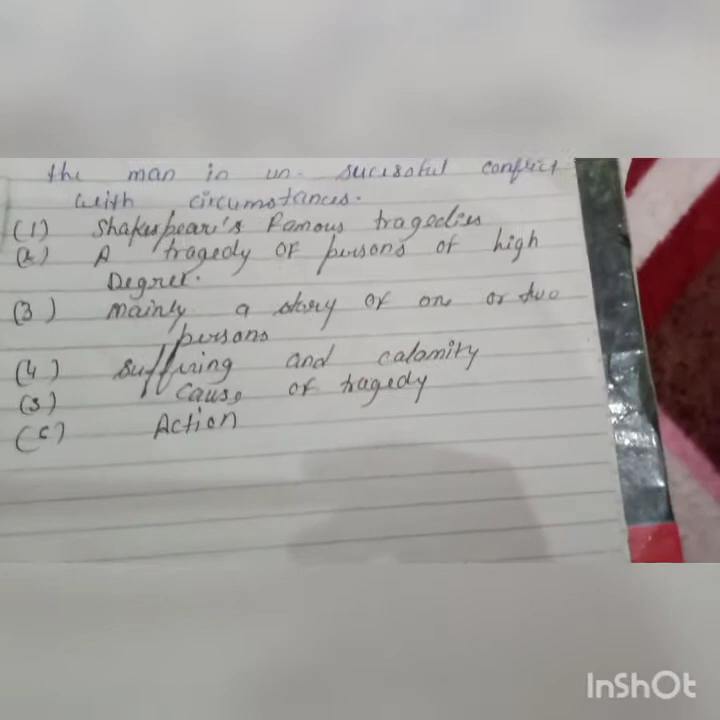 the man in un- sucessful conflict
with circumstances.
(1) Shakespear's Famous tragedies
(2) A tragedy of persons of high
Degree.
(3) mainly a story of one or two
persons
(4) suffring and calamity
(5) Cause of tragedy
(6) Action
InShOt